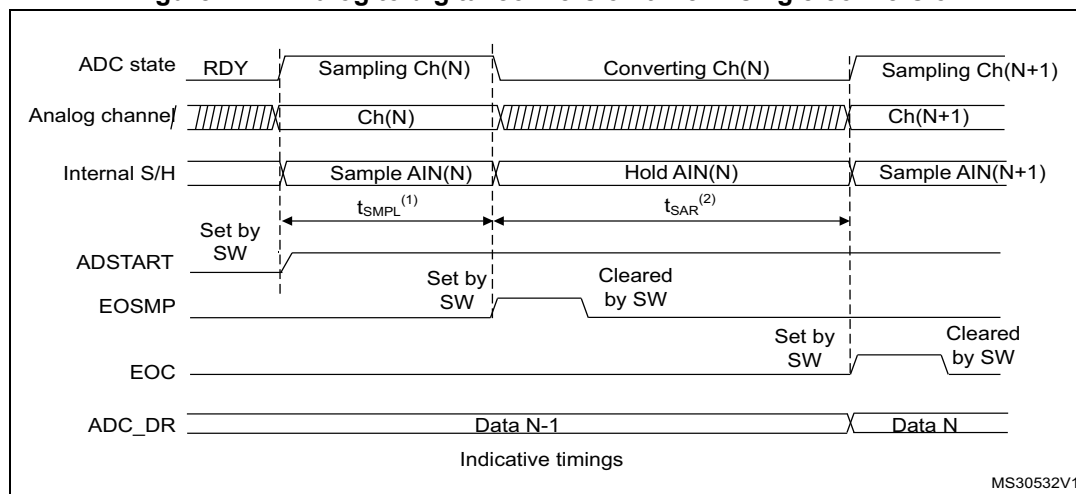 ADC state RDY Sampling Ch(N) Converting Ch(N) Sampling Ch(N+1)
Analog channel Ch(N) Ch(N+1)
Internal S/H Sample AIN(N) Hold AIN(N) Sample AIN(N+1)
tSMPL(1) tSAR(2)
Set by
SW
ADSTART
Set by
SW
Cleared
by SW
EOSMP
Set by
SW
Cleared
by SW
EOC
ADC_DR Data N-1 Data N
Indicative timings
MS30532V1